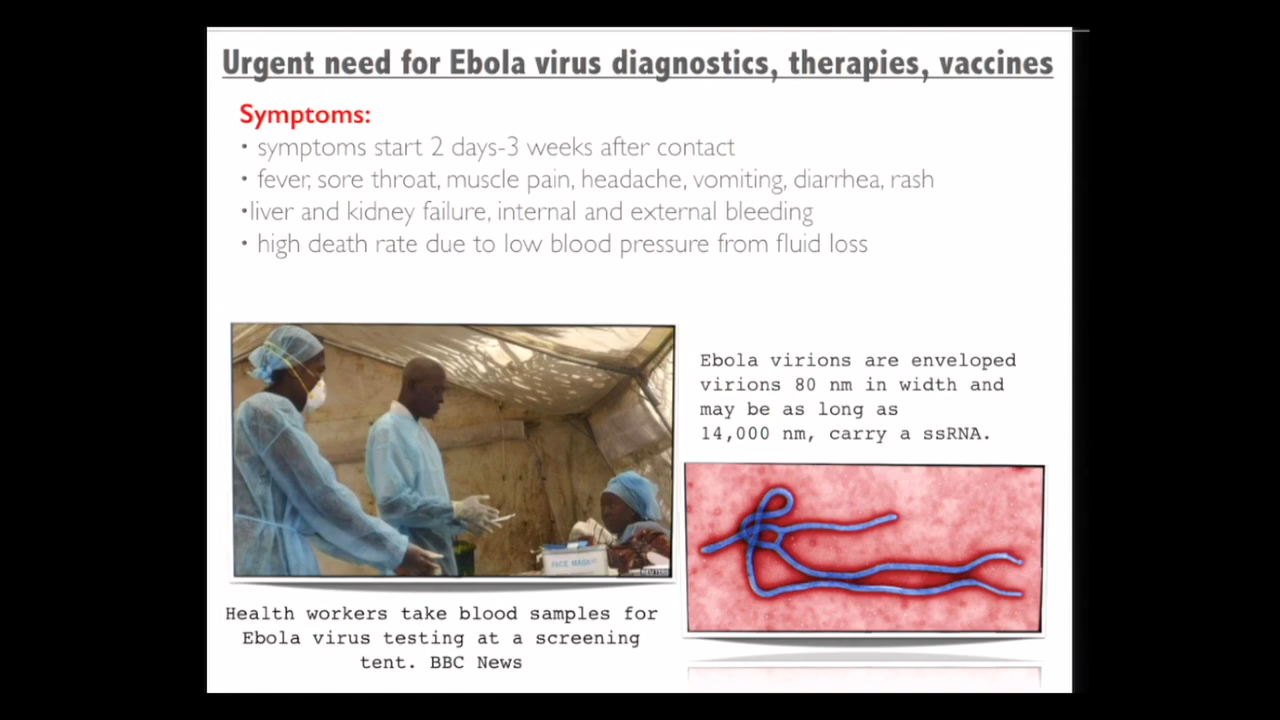 Urgent need for Ebola virus diagnostics, therapies, vaccines
Symptoms:
• symptoms start 2 days-3 weeks after contact
• fever, sore throat, muscle pain, headache, vomiting, diarrhea, rash
•liver and kidney failure, internal and external bleeding
• high death rate due to low blood pressure from fluid loss
Ebola virions are enveloped
virions 80 nm in width and
may be as long as
14,000 nm, carry a ssRNA.
FACE MASK
REUTERS
Health workers take blood samples for
Ebola virus testing at a screening
tent. BBC News